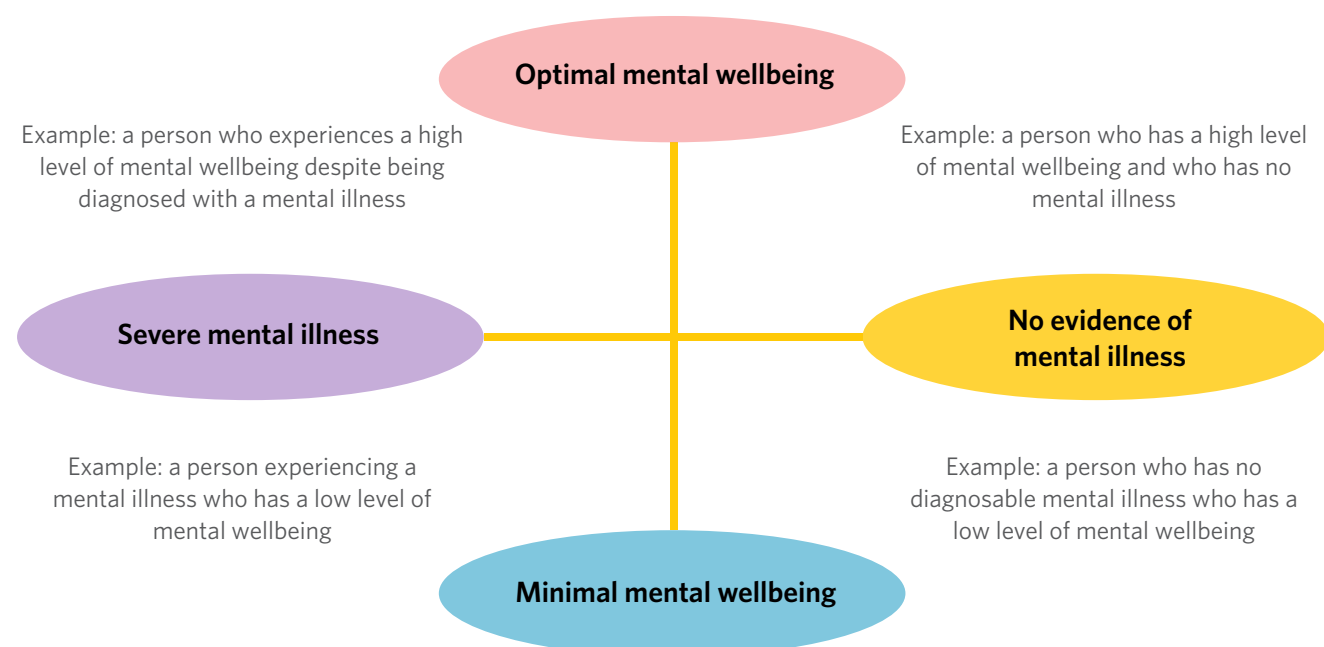 Optimal mental wellbeing
Example: a person who experiences a high
level of mental wellbeing despite being
diagnosed with a mental illness
Example: a person who has a high level
of mental wellbeing and who has no
mental illness
Severe mental illness
No evidence of
mental illness
Example: a person experiencing a
mental illness who has a low level of
mental wellbeing
Example: a person who has no
diagnosable mental illness who has a
low level of mental wellbeing
Minimal mental wellbeing